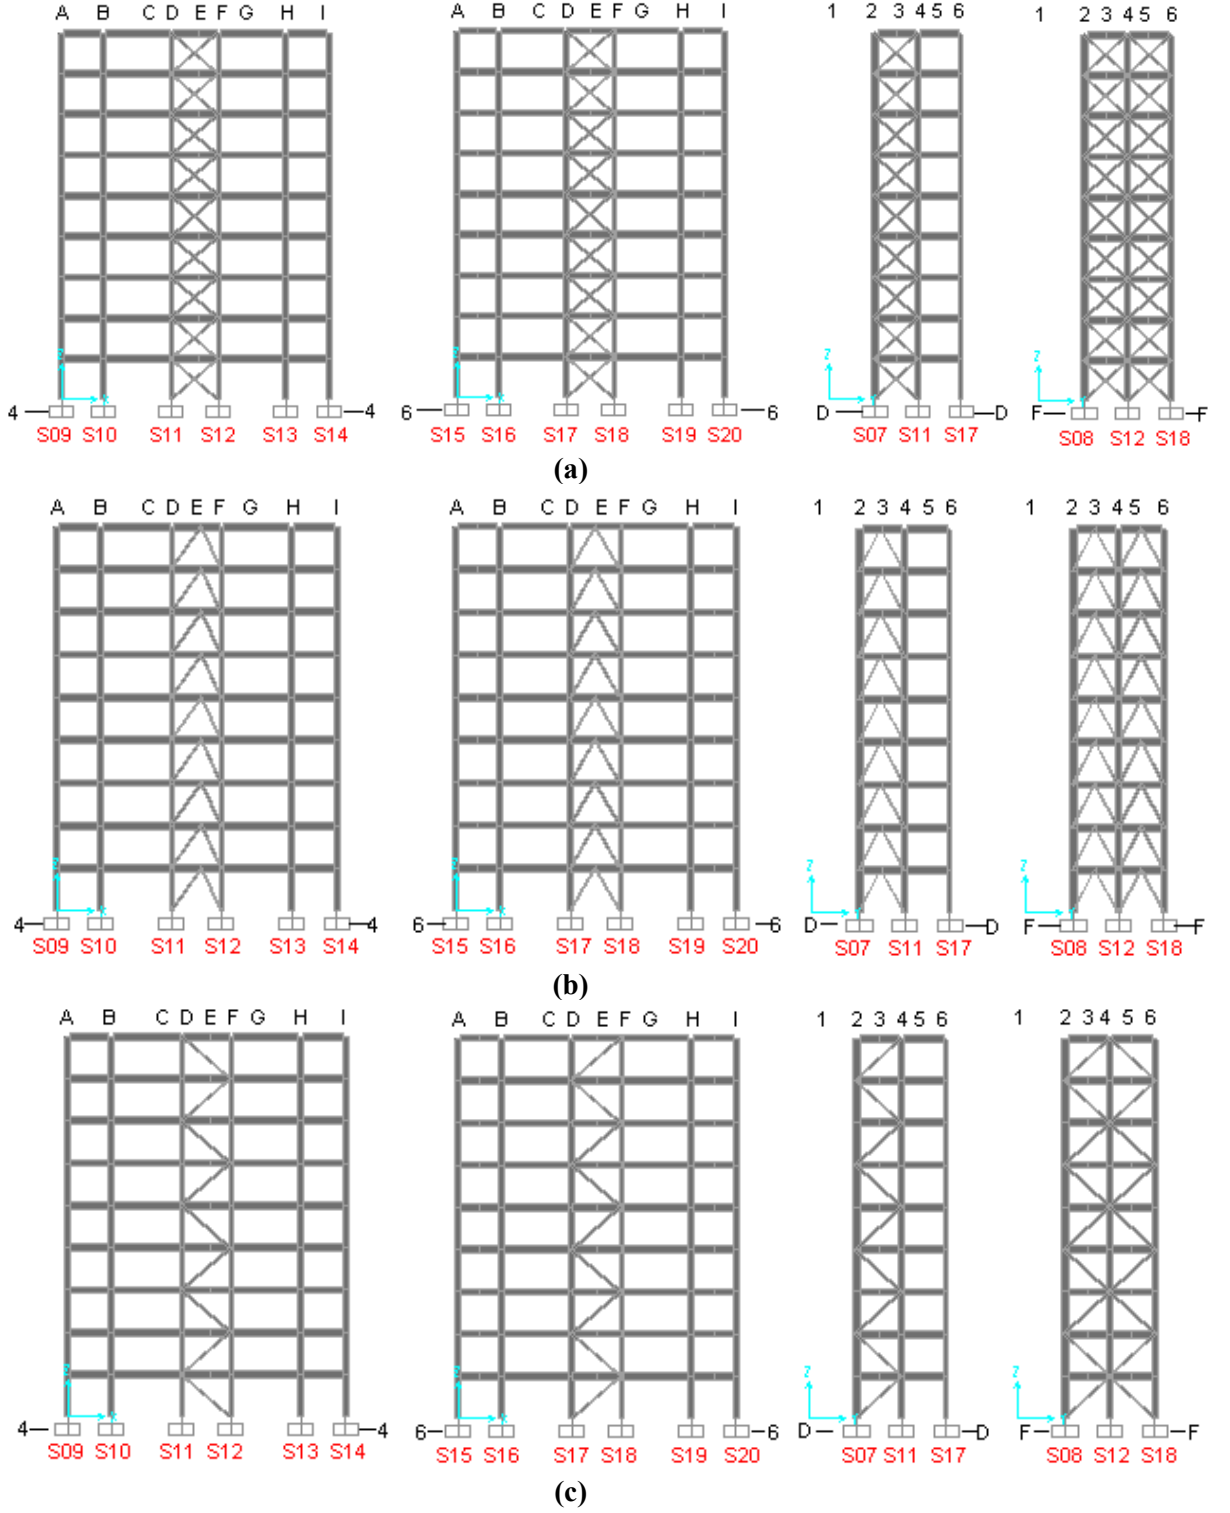 A B C D E F G H I A B C D E F G H I 1 2 3 4 5 6 1 2 3 4 5 6
Z Z Z Z
4 4 6 6 D D F F
S09 S10 S11 S12 S13 S14 S15 S16 S17 S18 S19 S20 S07 S11 S17 S08 S12 S18
(a)
A B C D E F G H I A B C D E F G H I 1 2 3 4 5 6 1 2 3 4 5 6
Z Z Z Z
4 4 6 6 D D F F
S09 S10 S11 S12 S13 S14 S15 S16 S17 S18 S19 S20 S07 S11 S17 S08 S12 S18
(b)
A B C D E F G H I A B C D E F G H I 1 2 3 4 5 6 1 2 3 4 5 6
Z Z Z Z
4 4 6 6 D D F F
S09 S10 S11 S12 S13 S14 S15 S16 S17 S18 S19 S20 S07 S11 S17 S08 S12 S18
(c)